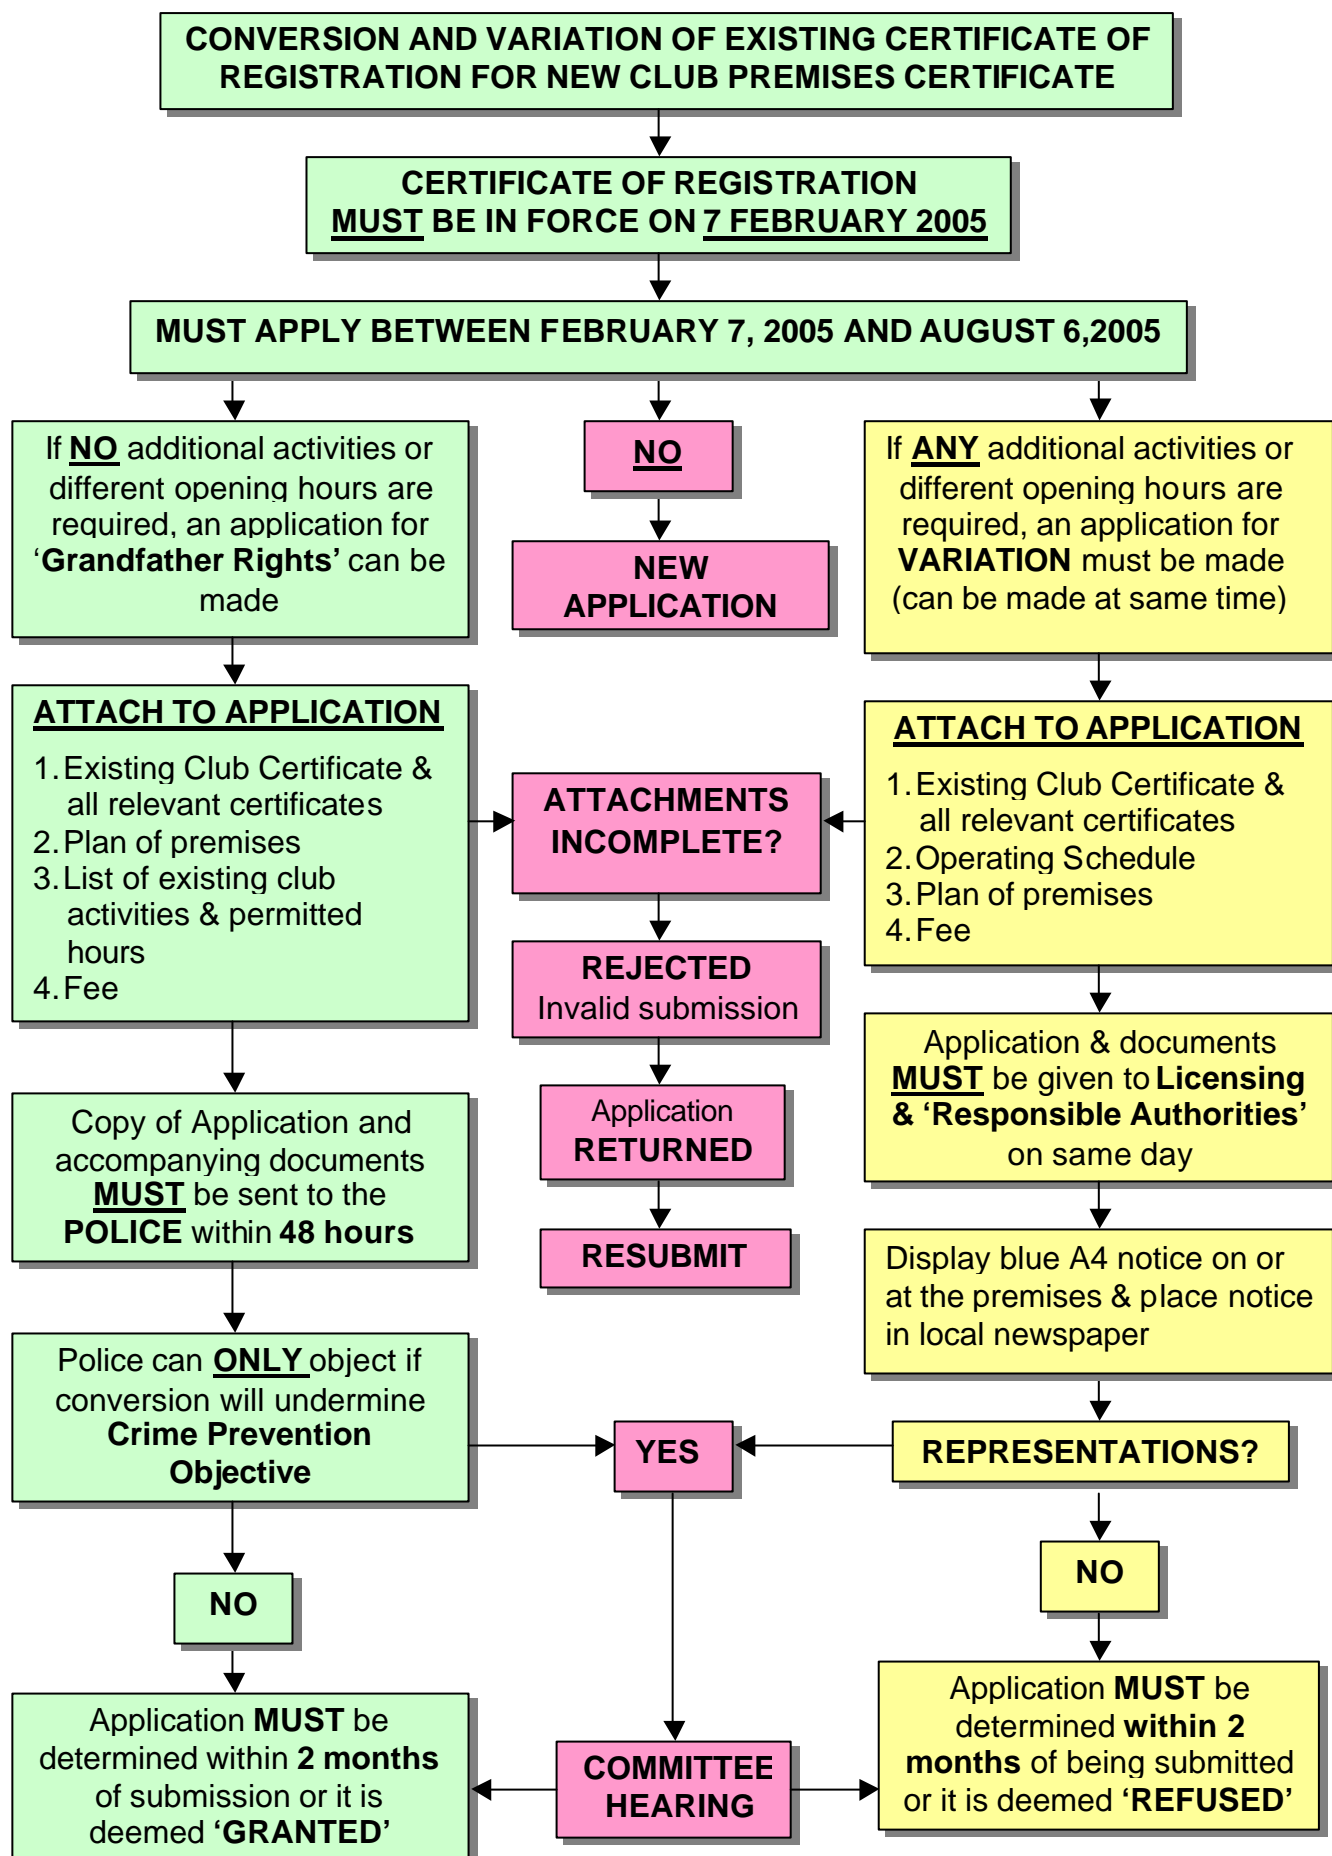 CONVERSION AND VARIATION OF EXISTING CERTIFICATE OF
REGISTRATION FOR NEW CLUB PREMISES CERTIFICATE
CERTIFICATE OF REGISTRATION
MUST BE IN FORCE ON 7 FEBRUARY 2005
MUST APPLY BETWEEN FEBRUARY 7, 2005 AND AUGUST 6,2005
If NO additional activities or
different opening hours are
required, an application for
‘Grandfather Rights’ can be
made
NO
NEW
APPLICATION
If ANY additional activities or
different opening hours are
required, an application for
VARIATION must be made
(can be made at same time)
ATTACH TO APPLICATION
1. Existing Club Certificate &
all relevant certificates
2. Plan of premises
3. List of existing club
activities & permitted
hours
4. Fee
ATTACHMENTS
INCOMPLETE?
REJECTED
Invalid submission
Application
RETURNED
RESUBMIT
ATTACH TO APPLICATION
1. Existing Club Certificate &
all relevant certificates
2. Operating Schedule
3. Plan of premises
4. Fee
Copy of Application and
accompanying documents
MUST be sent to the
POLICE within 48 hours
Application & documents
MUST be given to Licensing
& ‘Responsible Authorities’
on same day
Display blue A4 notice on or
at the premises & place notice
in local newspaper
Police can ONLY object if
conversion will undermine
Crime Prevention
Objective
YES
REPRESENTATIONS?
NO
NO
Application MUST be
determined within 2 months
of submission or it is
deemed ‘GRANTED’
COMMITTEE
HEARING
Application MUST be
determined within 2
months of being submitted
or it is deemed ‘REFUSED’